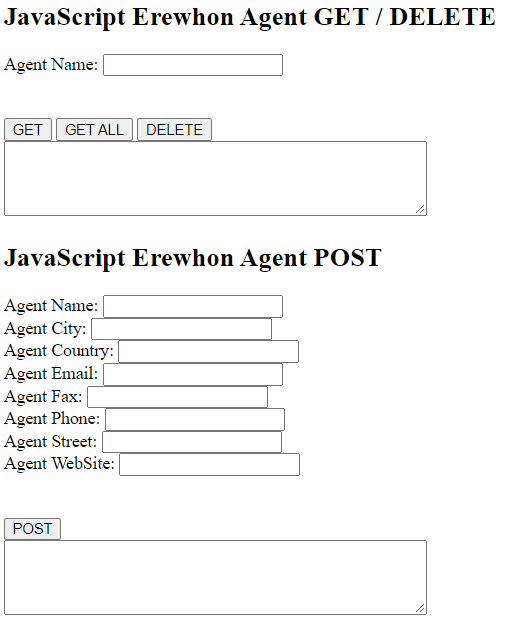 JavaScript Erewhon Agent GET / DELETE
Agent Name:
GET GET ALL DELETE
JavaScript Erewhon Agent POST
Agent Name:
Agent City:
Agent Country:
Agent Email:
Agent Fax:
Agent Phone:
Agent Street:
Agent WebSite:
POST